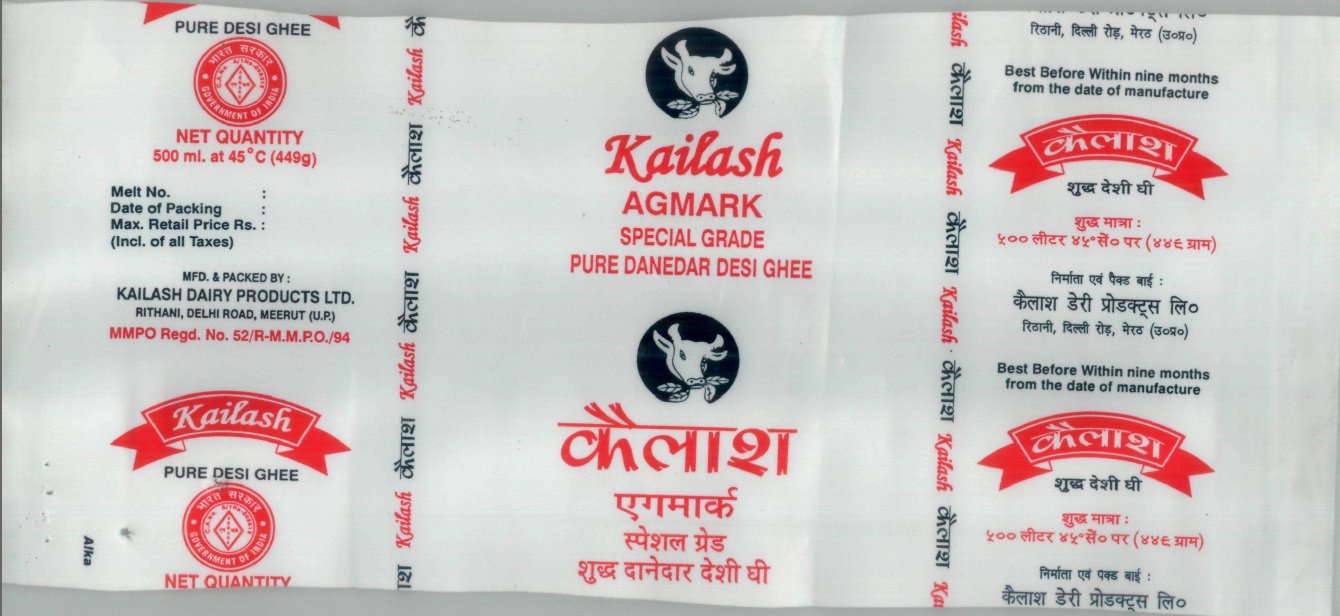 PURE DESI GHEE
भारत सरकार
GOVERNMENT OF INDIA
NET QUANTITY
500 ml. at 45°C (449g)
Melt No. :
Date of Packing :
Max. Retail Price Rs. :
(Incl. of all Taxes)
MFD. & PACKED BY :
KAILASH DAIRY PRODUCTS LTD.
RITHANI, DELHI ROAD, MEERUT (U.P.)
MMPO Regd. No. 52/R-M.M.P.O./94
Kailash
PURE DESI GHEE
भारत सरकार
GOVERNMENT OF INDIA
NET QUANTITY
Alka
Kailash कैलाश Kailash कैलाश Kailash कैलाश Kailash
Kailash
AGMARK
SPECIAL GRADE
PURE DANEDAR DESI GHEE
कैलाश
एगमार्क
स्पेशल ग्रेड
शुद्ध दानेदार देशी घी
कैलाश Kailash कैलाश Kailash कैलाश Kailash कैलाश
रिठानी, दिल्ली रोड़, मेरठ (उ०प्र०)
Best Before Within nine months
from the date of manufacture
कैलाश
शुद्ध देशी घी
शुद्ध मात्रा :
५०० लीटर ४५°सें० पर (४४९ ग्राम)
निर्माता एवं पैक्ड बाई :
कैलाश डेरी प्रोडक्ट्स लि०
रिठानी, दिल्ली रोड़, मेरठ (उ०प्र०)
Best Before Within nine months
from the date of manufacture
कैलाश
शुद्ध देशी घी
शुद्ध मात्रा :
५०० लीटर ४५°सें० पर (४४९ ग्राम)
निर्माता एवं पैक्ड बाई :
कैलाश डेरी प्रोडक्ट्स लि०